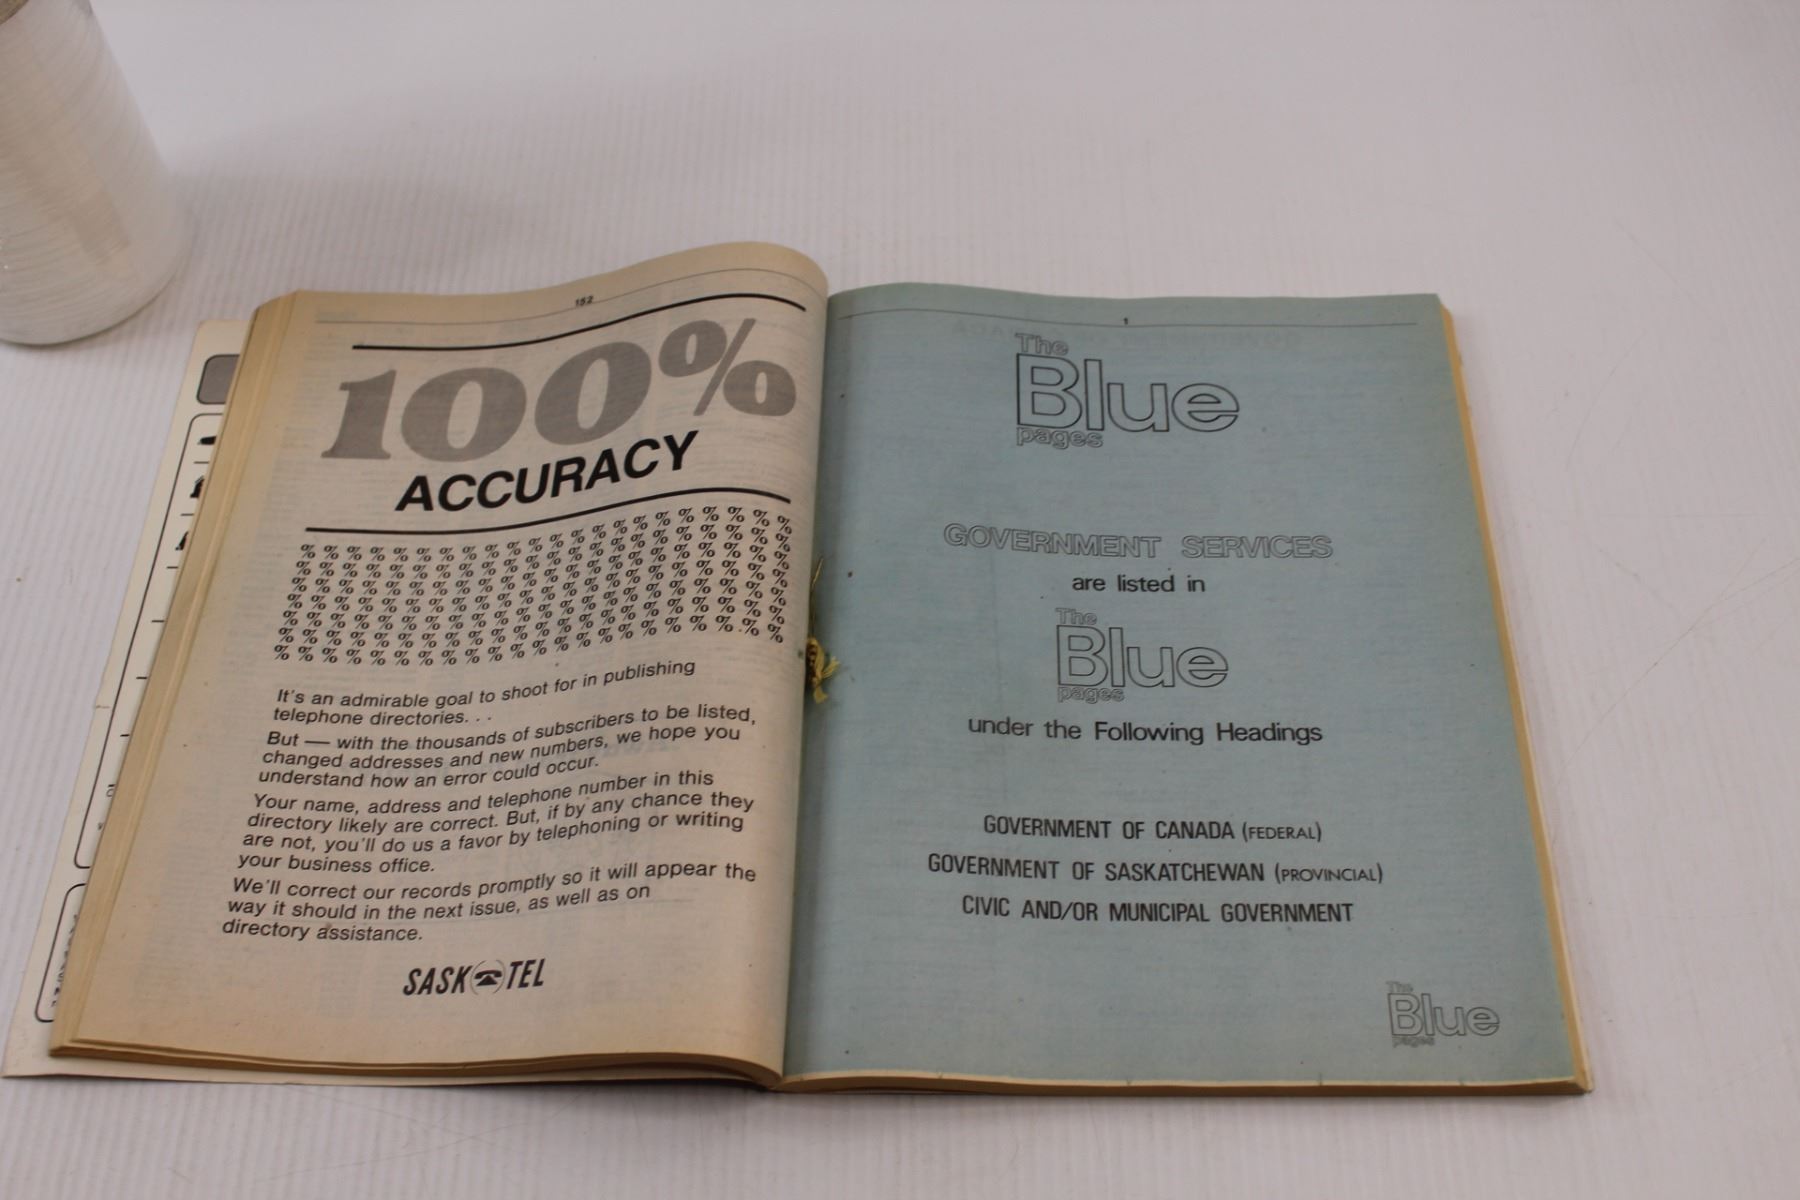 152
100%
ACCURACY
% % % % % % % % % % % % % % % % % % % % %
% % % % % % % % % % % % % % % % % % % % %
% % % % % % % % % % % % % % % % % % % % %
% % % % % % % % % % % % % % % % % % % % %
% % % % % % % % % % % % % % % % % % % % %
% % % % % % % % % % % % % % % % % % % % %
% % % % % % % % % % % % % % % % % % % % %
It's an admirable goal to shoot for in publishing
telephone directories. . .
But — with the thousands of subscribers to be listed,
changed addresses and new numbers, we hope you
understand how an error could occur.
Your name, address and telephone number in this
directory likely are correct. But, if by any chance they
are not, you'll do us a favor by telephoning or writing
your business office.
We'll correct our records promptly so it will appear the
way it should in the next issue, as well as on
directory assistance.
SASK TEL
1
The
Blue
pages
GOVERNMENT SERVICES
are listed in
The
Blue
pages
under the Following Headings
GOVERNMENT OF CANADA (FEDERAL)
GOVERNMENT OF SASKATCHEWAN (PROVINCIAL)
CIVIC AND/OR MUNICIPAL GOVERNMENT
The
Blue
pages